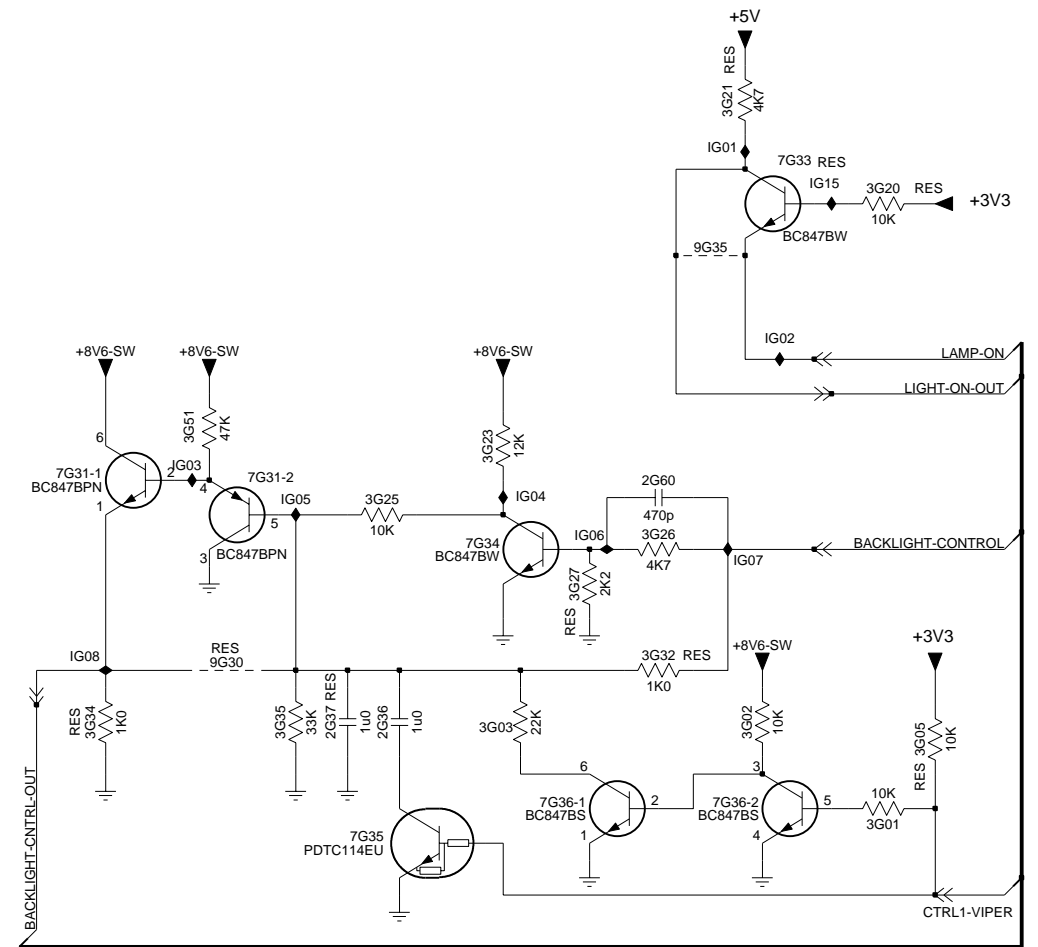 +5V
RES
3G21
4K7
IG01
7G33 RES
IG15
3G20
RES
10K
+3V3
BC847BW
9G35
IG02
LAMP-ON
LIGHT-ON-OUT
+8V6-SW
+8V6-SW
+8V6-SW
3G51
47K
3G23
12K
6
7G31-1
BC847BPN
2
IG03
4
7G31-2
1
5
IG05
3G25
10K
IG04
3
BC847BPN
7G34
BC847BW
2G60
470p
IG06
3G26
4K7
IG07
BACKLIGHT-CONTROL
RES
3G27
2K2
IG08
RES
9G30
3G32 RES
1K0
+8V6-SW
+3V3
RES
3G34
1K0
3G35
33K
2G37 RES
1u0
2G36
1u0
3G03
22K
3G02
10K
RES 3G05
10K
6
7G36-1
BC847BS
2
1
3
7G36-2
BC847BS
5
4
10K
3G01
7G35
PDTC114EU
BACKLIGHT-CNTRL-OUT
CTRL1-VIPER